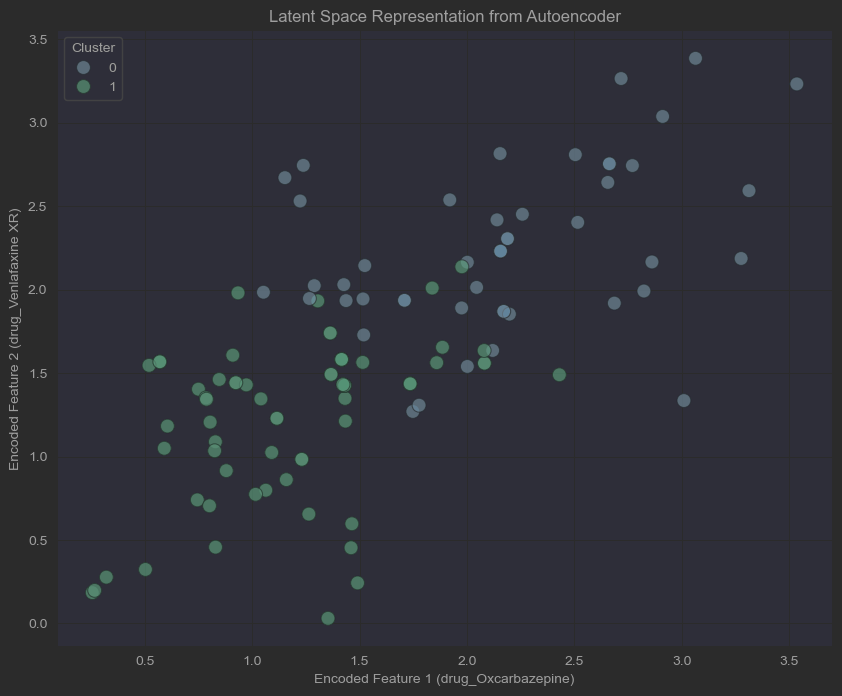 Latent Space Representation from Autoencoder
Cluster
0
1
3.5
3.0
2.5
2.0
1.5
1.0
0.5
0.0
Encoded Feature 2 (drug_Venlafaxine XR)
0.5 1.0 1.5 2.0 2.5 3.0 3.5
Encoded Feature 1 (drug_Oxcarbazepine)